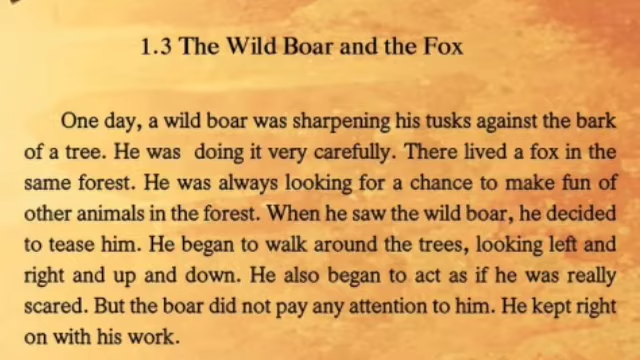 1.3 The Wild Boar and the Fox
One day, a wild boar was sharpening his tusks against the bark
of a tree. He was doing it very carefully. There lived a fox in the
same forest. He was always looking for a chance to make fun of
other animals in the forest. When he saw the wild boar, he decided
to tease him. He began to walk around the trees, looking left and
right and up and down. He also began to act as if he was really
scared. But the boar did not pay any attention to him. He kept right
on with his work.